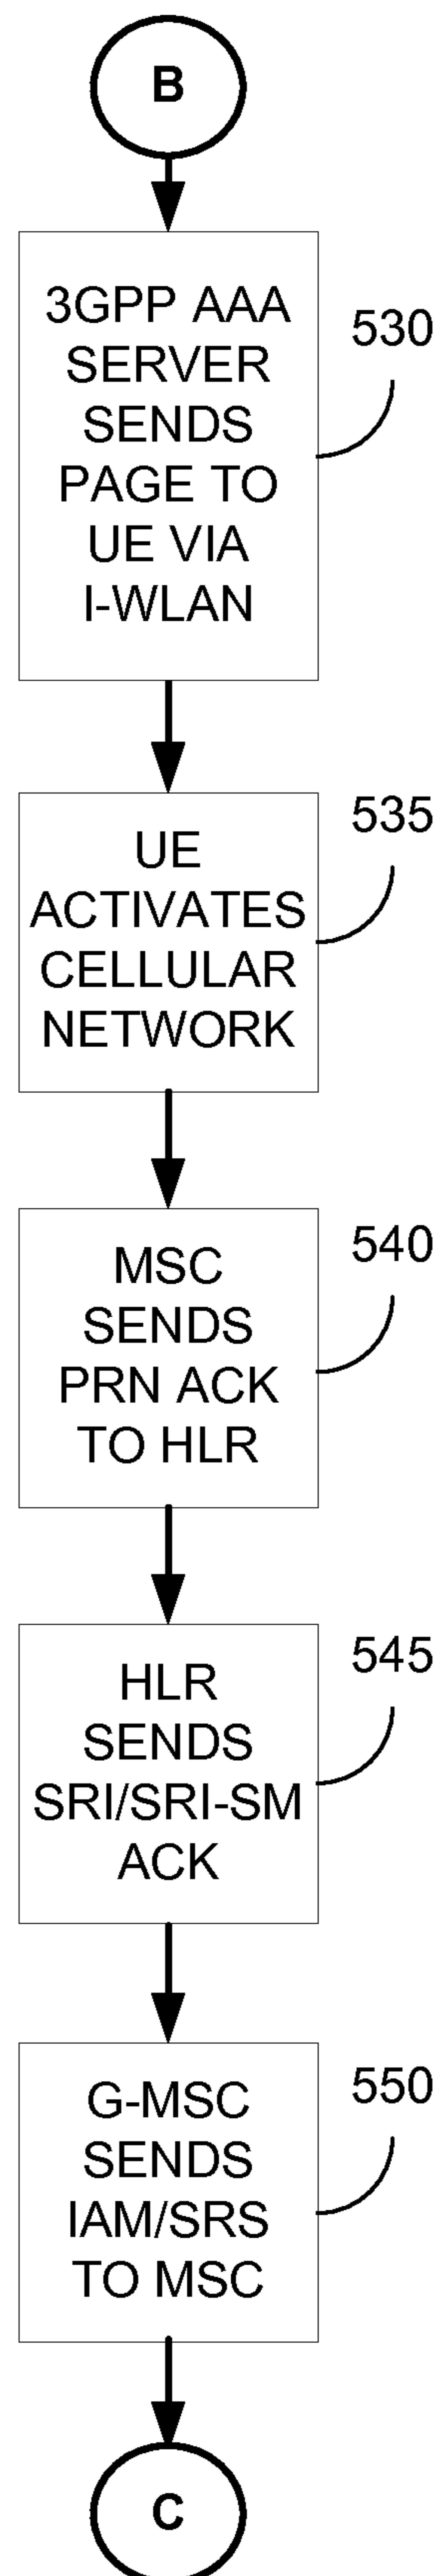 B
3GPP AAA
SERVER
SENDS
PAGE TO
UE VIA
I-WLAN
530
UE
ACTIVATES
CELLULAR
NETWORK
535
MSC
SENDS
PRN ACK
TO HLR
540
HLR
SENDS
SRI/SRI-SM
ACK
545
G-MSC
SENDS
IAM/SRS
TO MSC
550
C